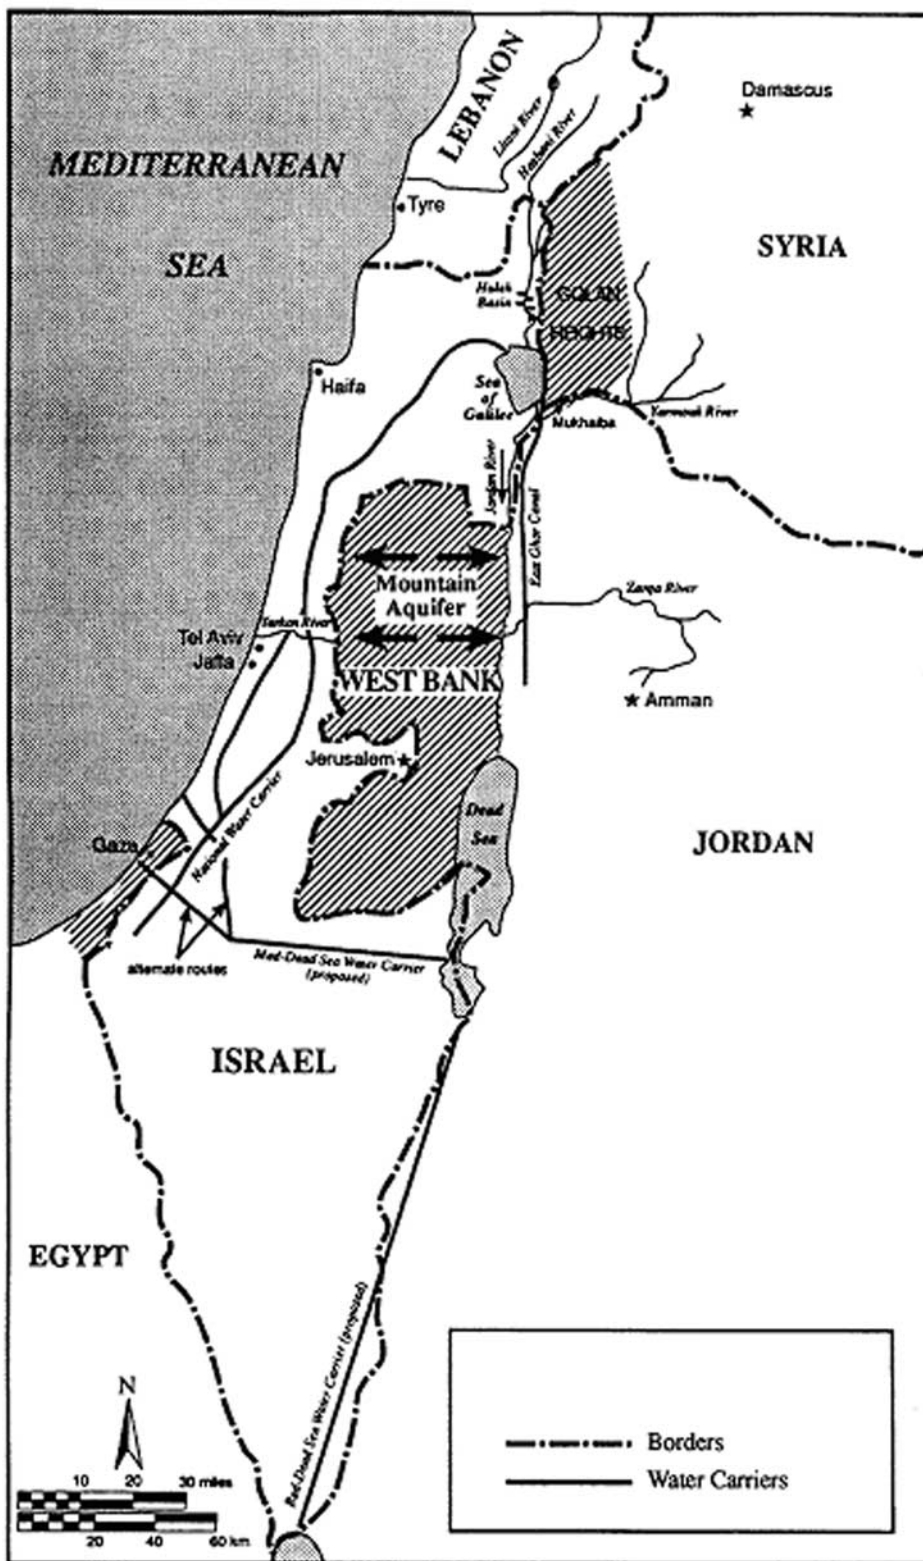 LEBANON
Litani River
Hasbani River
Damascus
MEDITERRANEAN
SEA
Tyre
SYRIA
Huleh
Basin
GOLAN
HEIGHTS
Haifa
Sea
of
Galilee
Mukhaiba
Yarmouk River
Jordan River
East Ghor Canal
Mountain
Aquifer
Zarqa River
Yarkon River
Tel Aviv
Jaffa
WEST BANK
Amman
Jerusalem
National Water Carrier
Dead
Sea
Gaza
JORDAN
alternate routes
Med-Dead Sea Water Carrier
(proposed)
ISRAEL
EGYPT
Red-Dead Sea Water Carrier (proposed)
N
10 20 30 miles
20 40 60 km
Borders
Water Carriers